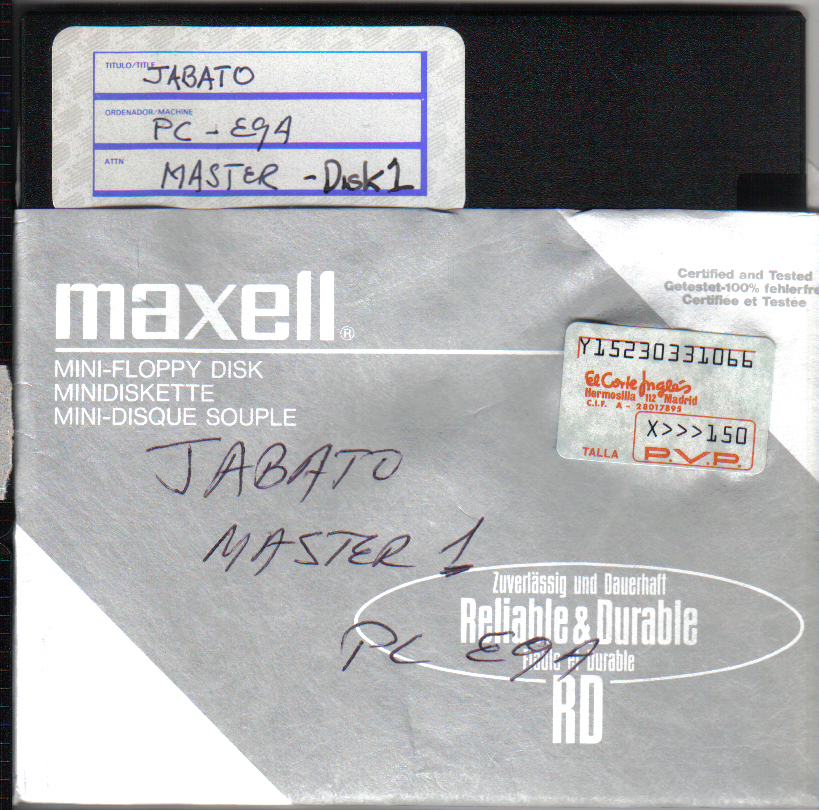 TITULO/TITLE
JABATO
ORDENADOR/MACHINE
PC - EGA
ATTN
MASTER - Disk 1
maxell®
MINI-FLOPPY DISK
MINIDISKETTE
MINI-DISQUE SOUPLE
Certified and Tested
Getestet-100% fehlerfre
Certifiée et Testée
Y15230331066
El Corte Inglés
Hermosilla 112 Madrid
C.I.F. A - 28017895
X>>>150
TALLA P.V.P.
JABATO
MASTER 1
PC EGA
Zuverlässig und Dauerhaft
Reliable & Durable
Fiable et Durable
RD